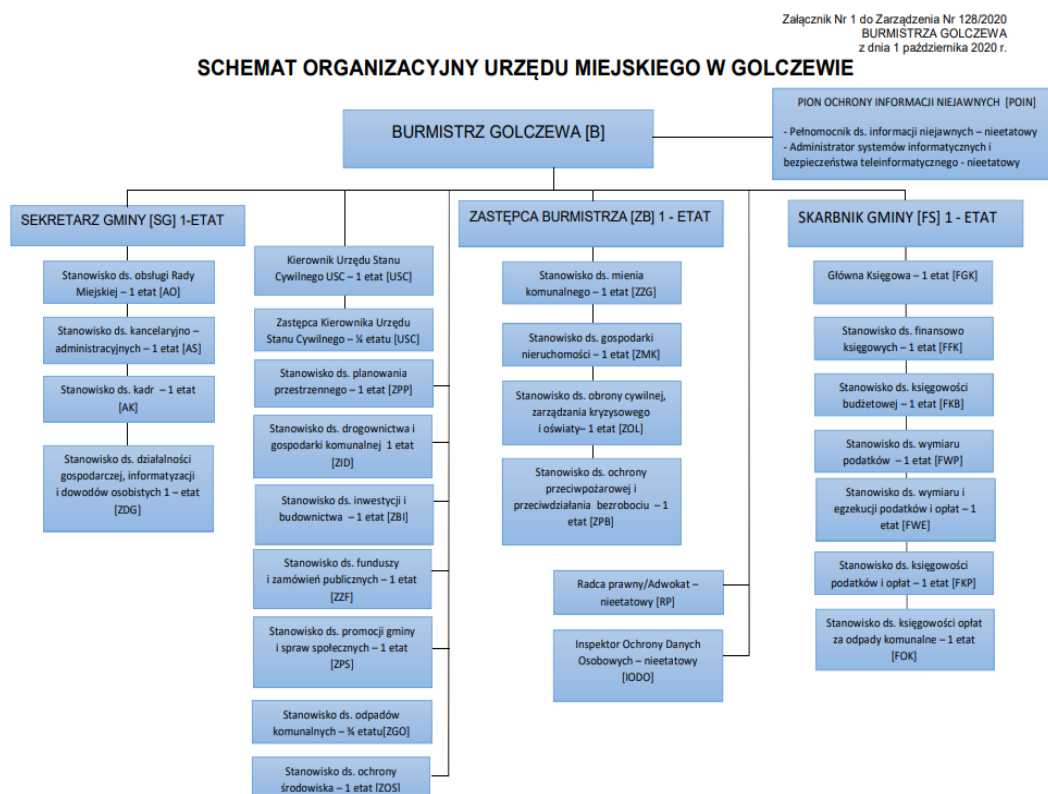 Załącznik Nr 1 do Zarządzenia Nr 128/2020
BURMISTRZA GOLCZEWA
z dnia 1 października 2020 r.
SCHEMAT ORGANIZACYJNY URZĘDU MIEJSKIEGO W GOLCZEWIE
BURMISTRZ GOLCZEWA [B]
PION OCHRONY INFORMACJI NIEJAWNYCH [POIN]
- Pełnomocnik ds. informacji niejawnych – nieetatowy
- Administrator systemów informatycznych i
bezpieczeństwa teleinformatycznego - nieetatowy
SEKRETARZ GMINY [SG] 1-ETAT
Stanowisko ds. obsługi Rady
Miejskiej – 1 etat [AO]
Stanowisko ds. kancelaryjno –
administracyjnych – 1 etat [AS]
Stanowisko ds. kadr – 1 etat
[AK]
Stanowisko ds. działalności
gospodarczej, informatyzacji
i dowodów osobistych 1 – etat
[ZDG]
Kierownik Urzędu Stanu
Cywilnego USC – 1 etat [USC]
Zastępca Kierownika Urzędu
Stanu Cywilnego – ¼ etatu [USC]
Stanowisko ds. planowania
przestrzennego – 1 etat [ZPP]
Stanowisko ds. drogownictwa i
gospodarki komunalnej 1 etat
[ZID]
Stanowisko ds. inwestycji i
budownictwa – 1 etat [ZBI]
Stanowisko ds. funduszy
i zamówień publicznych – 1 etat
[ZZF]
Stanowisko ds. promocji gminy
i spraw społecznych – 1 etat
[ZPS]
Stanowisko ds. odpadów
komunalnych – ¾ etatu[ZGO]
Stanowisko ds. ochrony
środowiska – 1 etat [ZOŚ]
ZASTĘPCA BURMISTRZA [ZB] 1 - ETAT
Stanowisko ds. mienia
komunalnego – 1 etat [ZZG]
Stanowisko ds. gospodarki
nieruchomości – 1 etat [ZMK]
Stanowisko ds. obrony cywilnej,
zarządzania kryzysowego
i oświaty– 1 etat [ZOL]
Stanowisko ds. ochrony
przeciwpożarowej i
przeciwdziałania bezrobociu – 1
etat [ZPB]
Radca prawny/Adwokat –
nieetatowy [RP]
Inspektor Ochrony Danych
Osobowych – nieetatowy
[IODO]
SKARBNIK GMINY [FS] 1 - ETAT
Główna Księgowa – 1 etat [FGK]
Stanowisko ds. finansowo
księgowych – 1 etat [FFK]
Stanowisko ds. księgowości
budżetowej – 1 etat [FKB]
Stanowisko ds. wymiaru
podatków – 1 etat [FWP]
Stanowisko ds. wymiaru i
egzekucji podatków i opłat – 1
etat [FWE]
Stanowisko ds. księgowości
podatków i opłat – 1 etat [FKP]
Stanowisko ds. księgowości opłat
za odpady komunalne – 1 etat
[FOK]